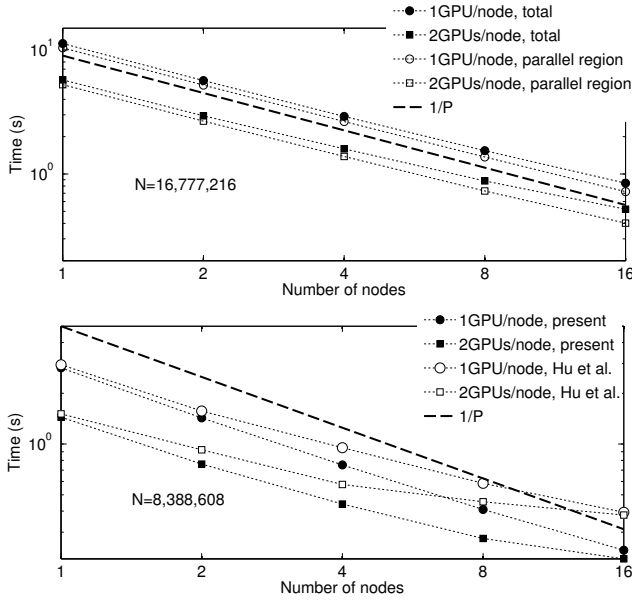 1GPU/node, total
2GPUs/node, total
1GPU/node, parallel region
2GPUs/node, parallel region
1/P
10^1
10^0
Time (s)
N=16,777,216
1 2 4 8 16
Number of nodes
1GPU/node, present
2GPUs/node, present
1GPU/node, Hu et al.
2GPUs/node, Hu et al.
1/P
10^0
Time (s)
N=8,388,608
1 2 4 8 16
Number of nodes